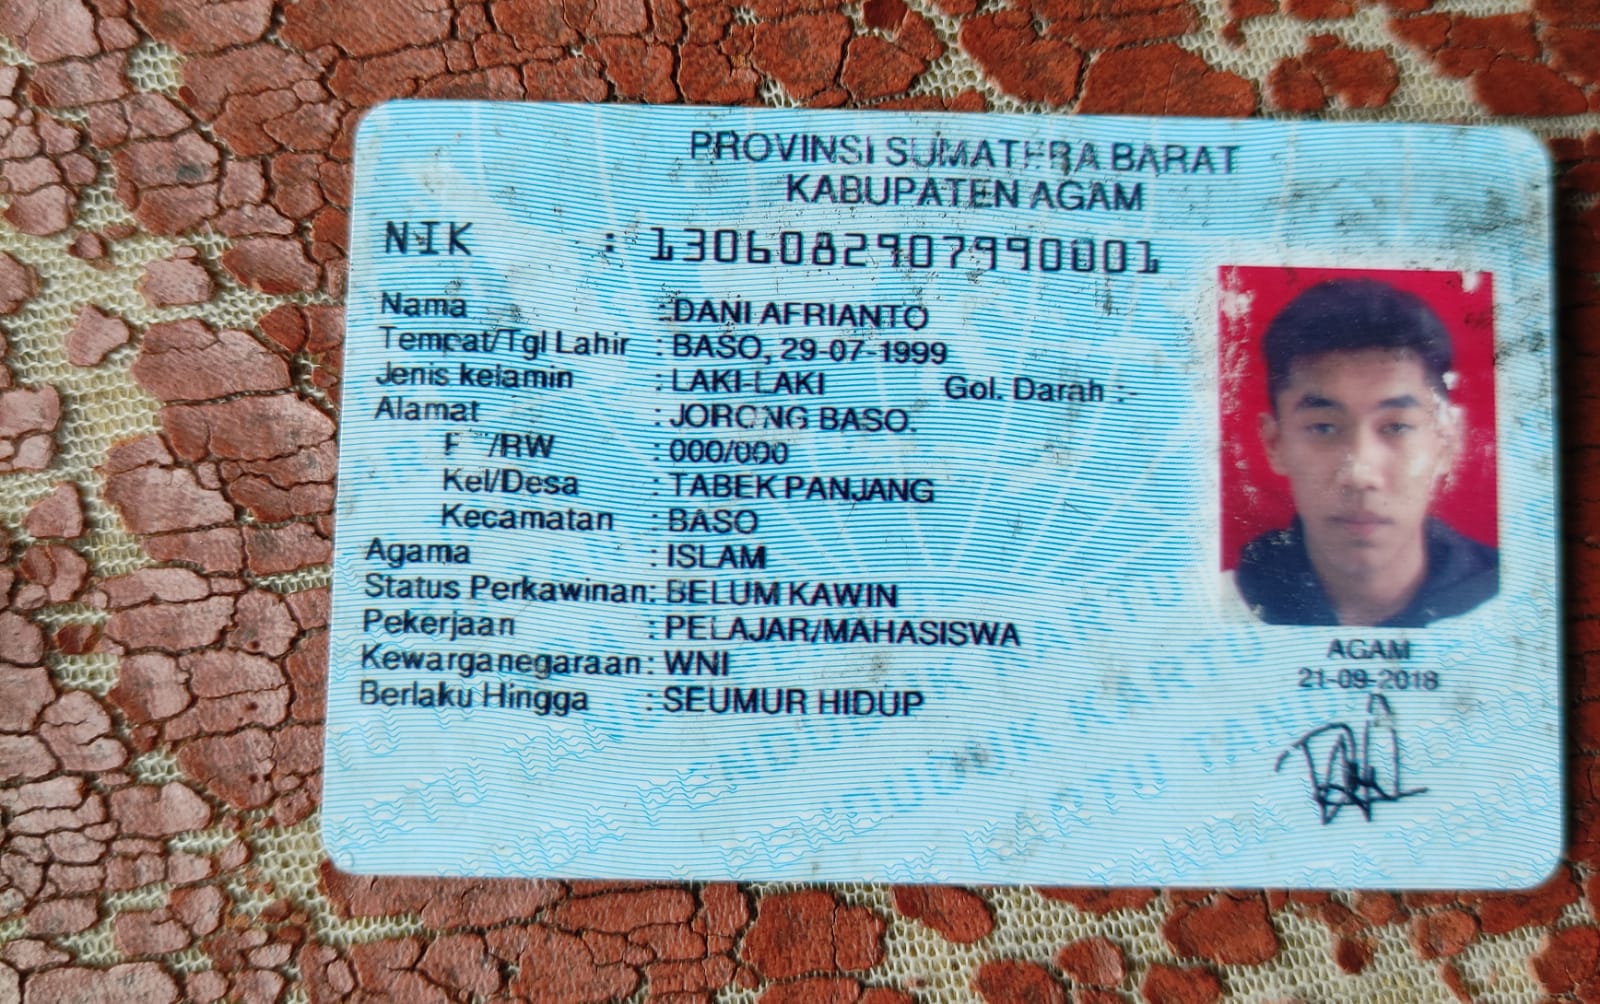 PROVINSI SUMATERA BARAT
KABUPATEN AGAM
NIK : 1306082907990001
Nama : DANI AFRIANTO
Tempat/Tgl Lahir : BASO, 29-07-1999
Jenis kelamin : LAKI-LAKI Gol. Darah :-
Alamat : JORONG BASO.
/RW : 000/000
Kel/Desa : TABEK PANJANG
Kecamatan : BASO
Agama : ISLAM
Status Perkawinan: BELUM KAWIN
Pekerjaan : PELAJAR/MAHASISWA
Kewarganegaraan: WNI
Berlaku Hingga : SEUMUR HIDUP
AGAM
21-09-2018